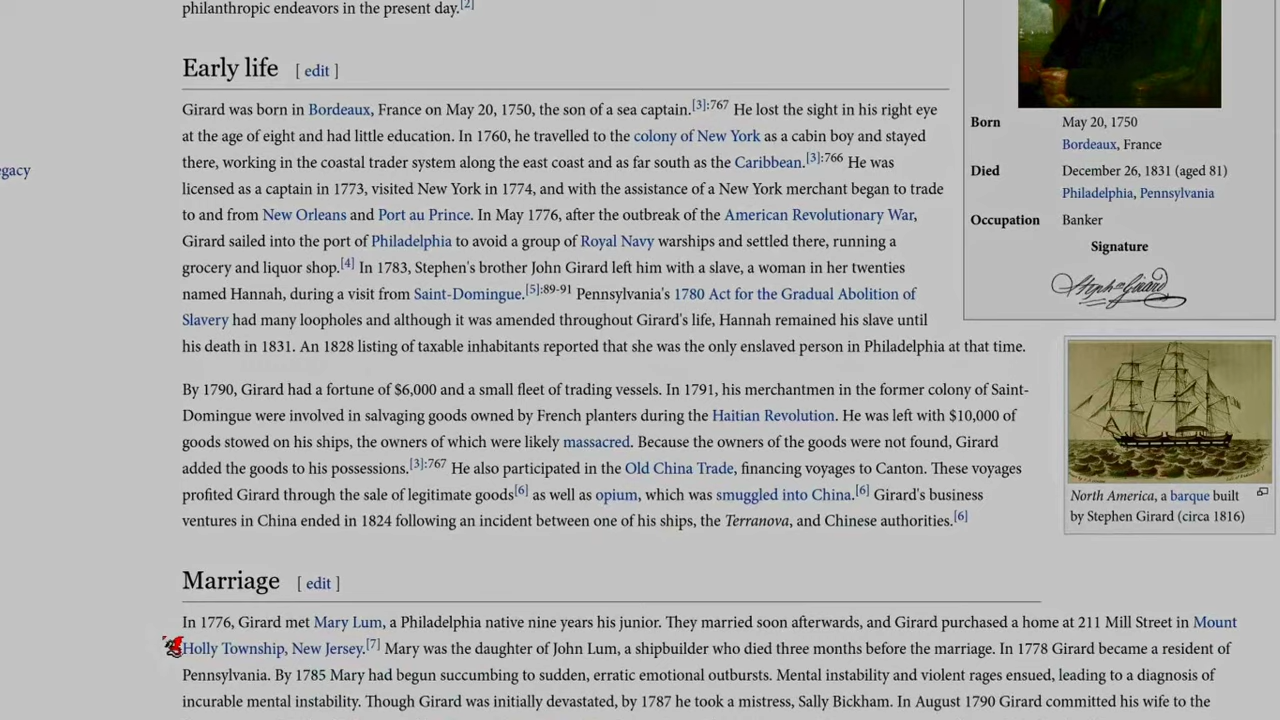 philanthropic endeavors in the present day.[2]
Early life [ edit ]
Girard was born in Bordeaux, France on May 20, 1750, the son of a sea captain.[3]:767 He lost the sight in his right eye
at the age of eight and had little education. In 1760, he travelled to the colony of New York as a cabin boy and stayed
there, working in the coastal trader system along the east coast and as far south as the Caribbean.[3]:766 He was
licensed as a captain in 1773, visited New York in 1774, and with the assistance of a New York merchant began to trade
to and from New Orleans and Port au Prince. In May 1776, after the outbreak of the American Revolutionary War,
Girard sailed into the port of Philadelphia to avoid a group of Royal Navy warships and settled there, running a
grocery and liquor shop.[4] In 1783, Stephen's brother John Girard left him with a slave, a woman in her twenties
named Hannah, during a visit from Saint-Domingue.[5]:89-91 Pennsylvania's 1780 Act for the Gradual Abolition of
Slavery had many loopholes and although it was amended throughout Girard's life, Hannah remained his slave until
his death in 1831. An 1828 listing of taxable inhabitants reported that she was the only enslaved person in Philadelphia at that time.
By 1790, Girard had a fortune of $6,000 and a small fleet of trading vessels. In 1791, his merchantmen in the former colony of Saint-
Domingue were involved in salvaging goods owned by French planters during the Haitian Revolution. He was left with $10,000 of
goods stowed on his ships, the owners of which were likely massacred. Because the owners of the goods were not found, Girard
added the goods to his possessions.[3]:767 He also participated in the Old China Trade, financing voyages to Canton. These voyages
profited Girard through the sale of legitimate goods[6] as well as opium, which was smuggled into China.[6] Girard's business
ventures in China ended in 1824 following an incident between one of his ships, the Terranova, and Chinese authorities.[6]
Marriage [ edit ]
In 1776, Girard met Mary Lum, a Philadelphia native nine years his junior. They married soon afterwards, and Girard purchased a home at 211 Mill Street in Mount
Holly Township, New Jersey.[7] Mary was the daughter of John Lum, a shipbuilder who died three months before the marriage. In 1778 Girard became a resident of
Pennsylvania. By 1785 Mary had begun succumbing to sudden, erratic emotional outbursts. Mental instability and violent rages ensued, leading to a diagnosis of
incurable mental instability. Though Girard was initially devastated, by 1787 he took a mistress, Sally Bickham. In August 1790 Girard committed his wife to the
egacy
Born May 20, 1750
Bordeaux, France
Died December 26, 1831 (aged 81)
Philadelphia, Pennsylvania
Occupation Banker
Signature
Steph Girard
North America, a barque built
by Stephen Girard (circa 1816)